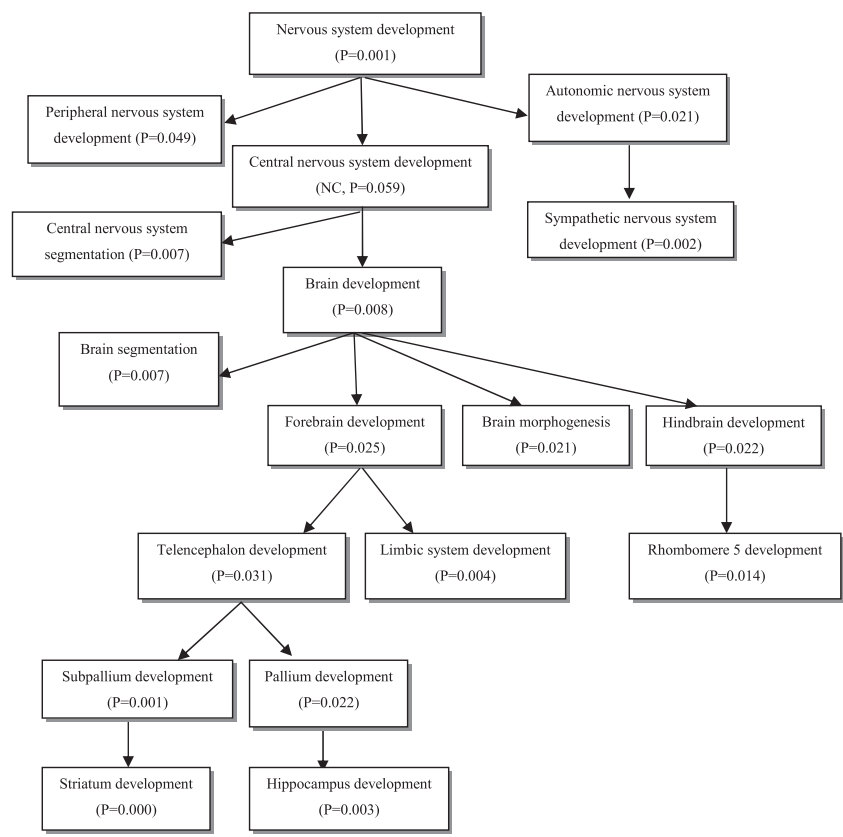 Nervous system development
(P=0.001)
Peripheral nervous system
development (P=0.049)
Autonomic nervous system
development (P=0.021)
Central nervous system development
(NC, P=0.059)
Central nervous system
segmentation (P=0.007)
Sympathetic nervous system
development (P=0.002)
Brain development
(P=0.008)
Brain segmentation
(P=0.007)
Forebrain development
(P=0.025)
Brain morphogenesis
(P=0.021)
Hindbrain development
(P=0.022)
Telencephalon development
(P=0.031)
Limbic system development
(P=0.004)
Rhombomere 5 development
(P=0.014)
Subpallium development
(P=0.001)
Pallium development
(P=0.022)
Striatum development
(P=0.000)
Hippocampus development
(P=0.003)